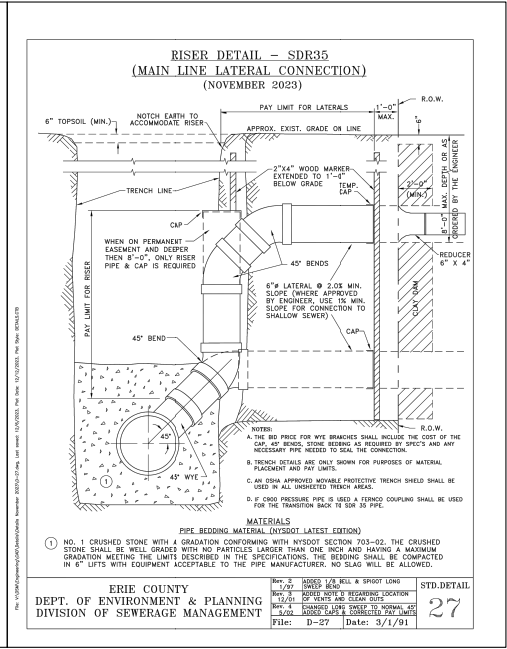 RISER DETAIL – SDR35
(MAIN LINE LATERAL CONNECTION)
(NOVEMBER 2023)
6" TOPSOIL (MIN.)
NOTCH EARTH TO
ACCOMMODATE RISER
PAY LIMIT FOR LATERALS
1'-0"
MAX.
R.O.W.
6"
APPROX. EXIST. GRADE ON LINE
TRENCH LINE
2"X4" WOOD MARKER
EXTENDED TO 1'-0"
BELOW GRADE
TEMP.
CAP
2'-0"
(MIN.)
8'-0" MAX. DEPTH OR AS
ORDERED BY THE ENGINEER
CAP
WHEN ON PERMANENT
EASEMENT AND DEEPER
THEN 8'-0", ONLY RISER
PIPE & CAP IS REQUIRED
45° BENDS
REDUCER
6" X 4"
PAY LIMIT FOR RISER
6"ø LATERAL @ 2.0% MIN.
SLOPE (WHERE APPROVED
BY ENGINEER, USE 1% MIN.
SLOPE FOR CONNECTION TO
SHALLOW SEWER)
CLAY DAM
45° BEND
CAP
45°
45° WYE
1
R.O.W.
NOTES:
A. THE BID PRICE FOR WYE BRANCHES SHALL INCLUDE THE COST OF THE
CAP, 45° BENDS, STONE BEDDING AS REQUIRED BY SPEC'S AND ANY
NECESSARY PIPE NEEDED TO SEAL THE CONNECTION.
B. TRENCH DETAILS ARE ONLY SHOWN FOR PURPOSES OF MATERIAL
PLACEMENT AND PAY LIMITS.
C. AN OSHA APPROVED MOVABLE PROTECTIVE TRENCH SHIELD SHALL BE
USED IN ALL UNSHEETED TRENCH AREAS.
D. IF C900 PRESSURE PIPE IS USED A FERNCO COUPLING SHALL BE USED
FOR THE TRANSITION BACK TO SDR 35 PIPE.
MATERIALS
PIPE BEDDING MATERIAL (NYSDOT LATEST EDITION)
1 NO. 1 CRUSHED STONE WITH A GRADATION CONFORMING WITH NYSDOT SECTION 703-02. THE CRUSHED
STONE SHALL BE WELL GRADED WITH NO PARTICLES LARGER THAN ONE INCH AND HAVING A MAXIMUM
GRADATION MEETING THE LIMITS DESCRIBED IN THE SPECIFICATIONS. THE BEDDING SHALL BE COMPACTED
IN 6" LIFTS WITH EQUIPMENT ACCEPTABLE TO THE PIPE MANUFACTURER. NO SLAG WILL BE ALLOWED.
ERIE COUNTY
DEPT. OF ENVIRONMENT & PLANNING
DIVISION OF SEWERAGE MANAGEMENT
Rev. 2 1/97 ADDED 1/8 BELL & SPIGOT LONG
SWEEP BEND
Rev. 3 12/01 ADDED NOTE D REGARDING LOCATION
OF VENTS AND CLEAN OUTS
Rev. 4 5/02 CHANGED LONG SWEEP TO NORMAL 45°
ADDED CAPS & CORRECTED PAY LIMITS
File: D-27 Date: 3/1/91
STD.DETAIL
27